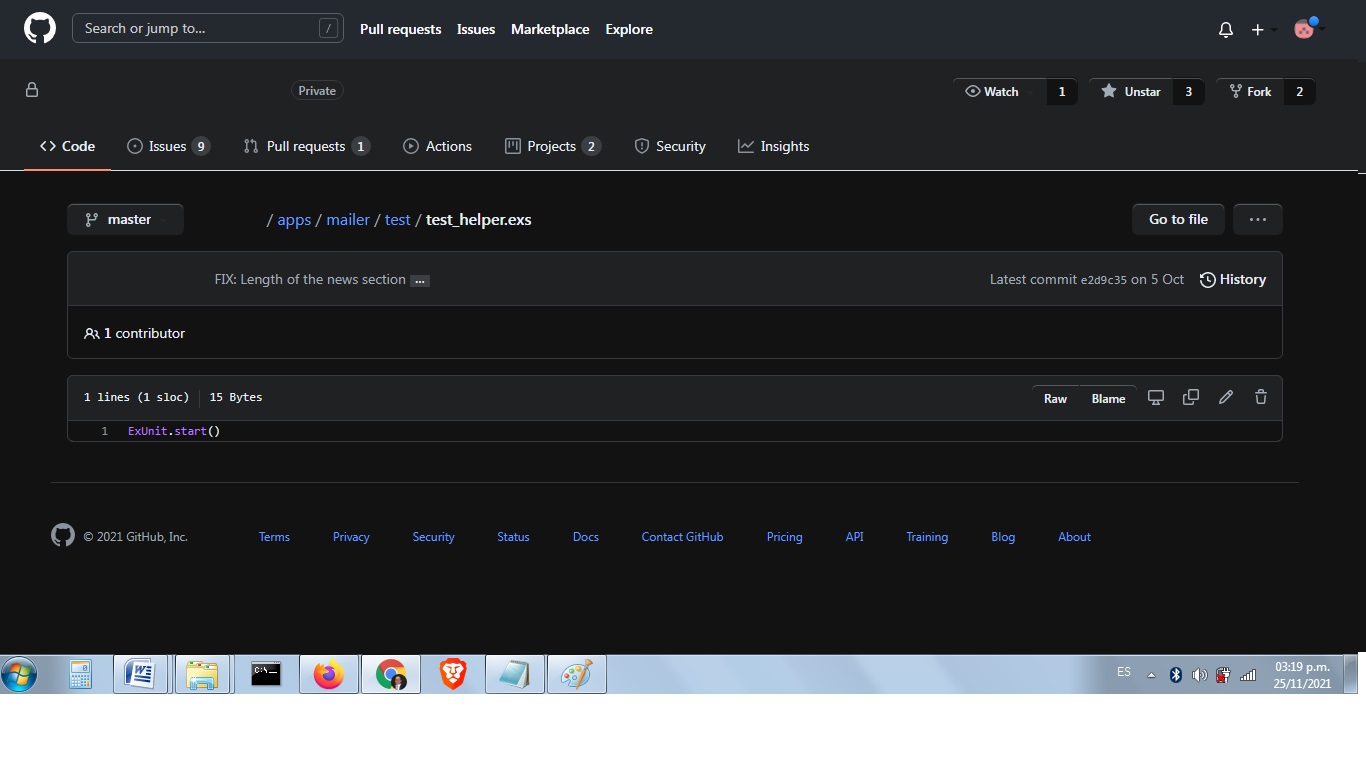 Search or jump to... /
Pull requests Issues Marketplace Explore
Private
Watch 1 Unstar 3 Fork 2
Code Issues 9 Pull requests 1 Actions Projects 2 Security Insights
master / apps / mailer / test / test_helper.exs Go to file ...
FIX: Length of the news section ... Latest commit e2d9c35 on 5 Oct History
1 contributor
1 lines (1 sloc) 15 Bytes Raw Blame
1 ExUnit.start()
© 2021 GitHub, Inc. Terms Privacy Security Status Docs Contact GitHub Pricing API Training Blog About
C:\
ES 03:19 p.m.
25/11/2021